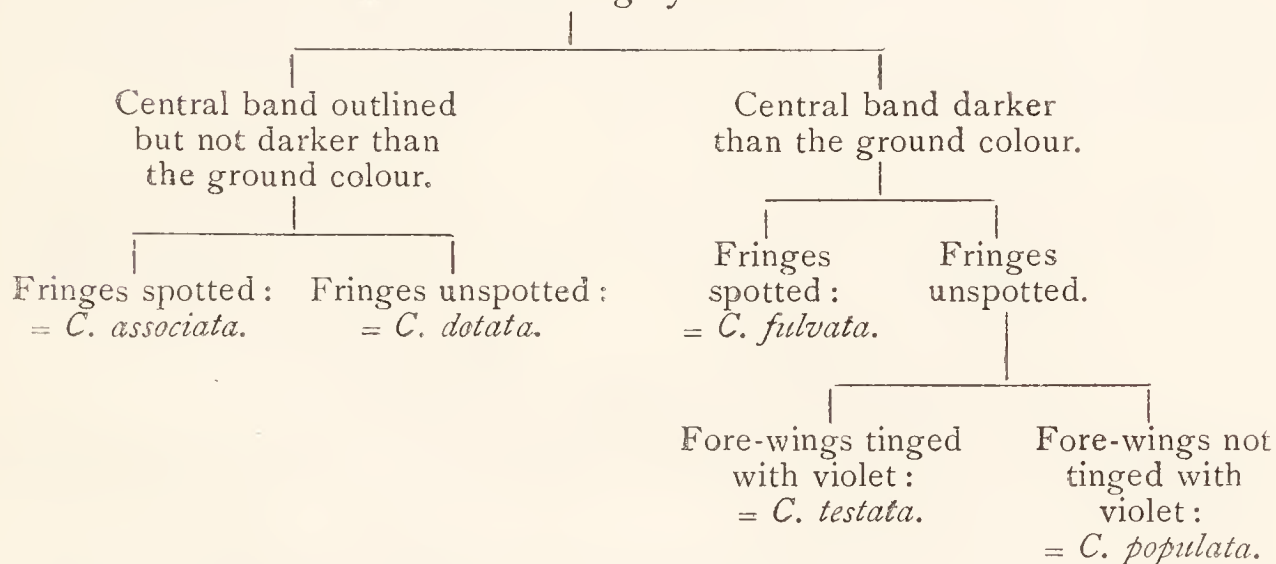 Central band outlined
but not darker than
the ground colour.
Central band darker
than the ground colour.
Fringes spotted :
= C. associata.
Fringes unspotted :
= C. dotata.
Fringes
spotted :
= C. fulvata.
Fringes
unspotted.
Fore-wings tinged
with violet :
= C. testata.
Fore-wings not
tinged with
violet :
= C. populata.